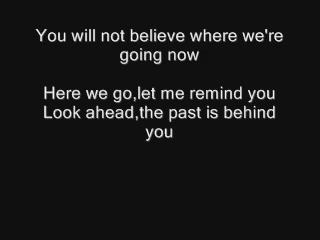 You will not believe where we're
going now
Here we go,let me remind you
Look ahead,the past is behind
you